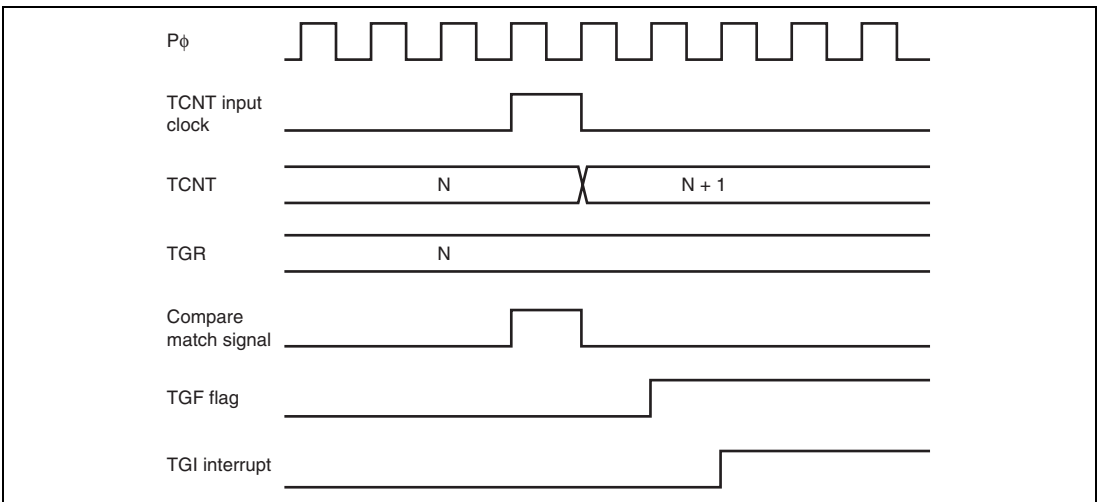 Pϕ
TCNT input
clock
TCNT
N
N + 1
TGR
N
Compare
match signal
TGF flag
TGI interrupt